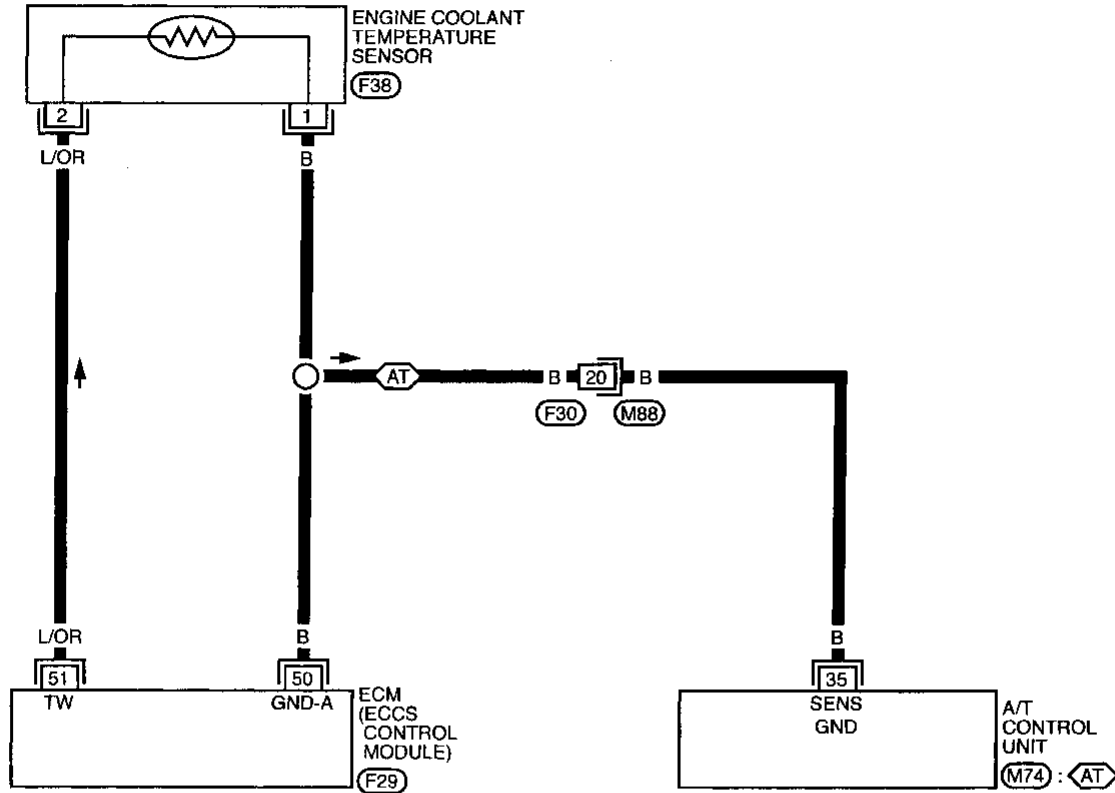 ENGINE COOLANT
TEMPERATURE
SENSOR
F38
2
1
L/OR
B
AT
B
20
B
F30
M88
L/OR
B
B
51
50
35
TW
GND-A
ECM
(ECCS
CONTROL
MODULE)
F29
SENS
GND
A/T
CONTROL
UNIT
M74 : AT